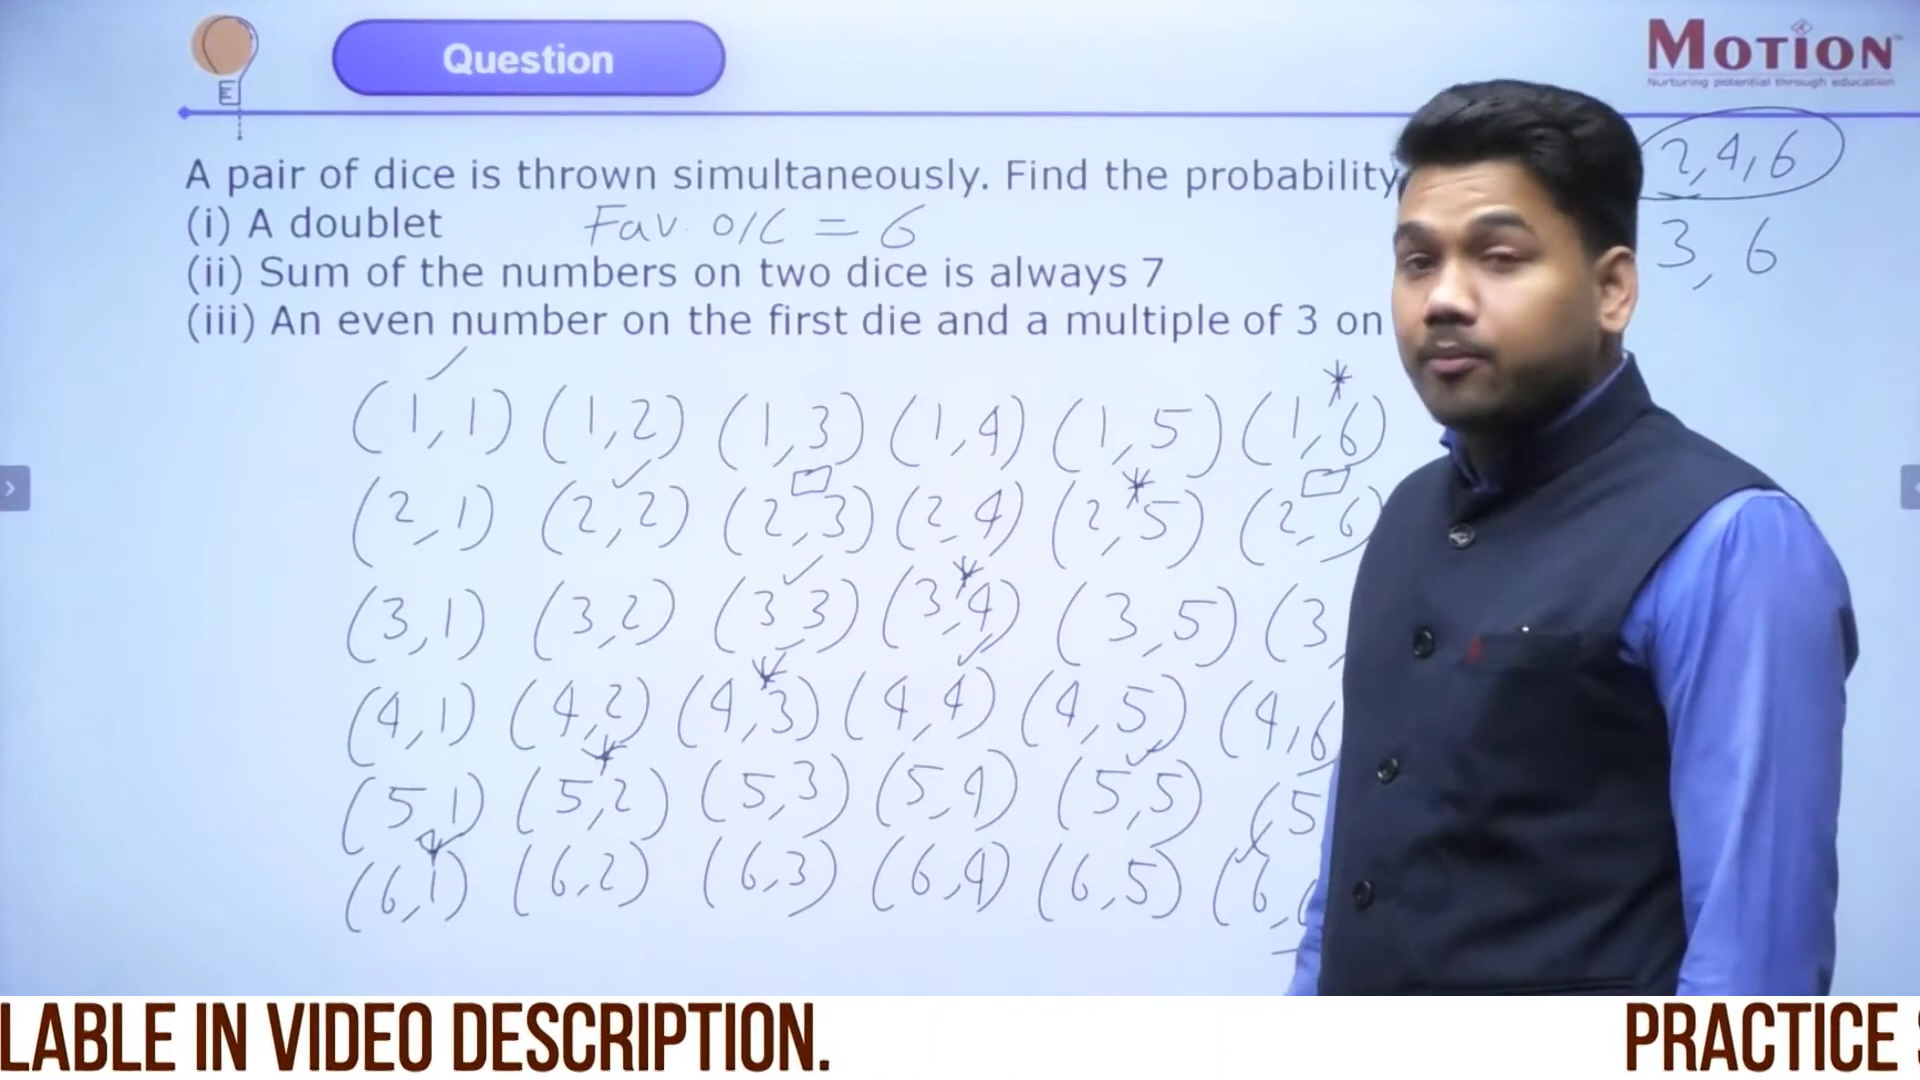 Question
MOTION
Nurturing potential through education
A pair of dice is thrown simultaneously. Find the probability
2,4,6
(i) A doublet Fav. O/C = 6
3, 6
(ii) Sum of the numbers on two dice is always 7
(iii) An even number on the first die and a multiple of 3 on
(1,1) (1,2) (1,3) (1,4) (1,5) (1,6)
(2,1) (2,2) (2,3) (2,4) (2,5) (2,6)
(3,1) (3,2) (3,3) (3,4) (3,5) (3,
(4,1) (4,2) (4,3) (4,4) (4,5) (4,6
(5,1) (5,2) (5,3) (5,4) (5,5) (5
(6,1) (6,2) (6,3) (6,4) (6,5) (6,
LABLE IN VIDEO DESCRIPTION. PRACTICE